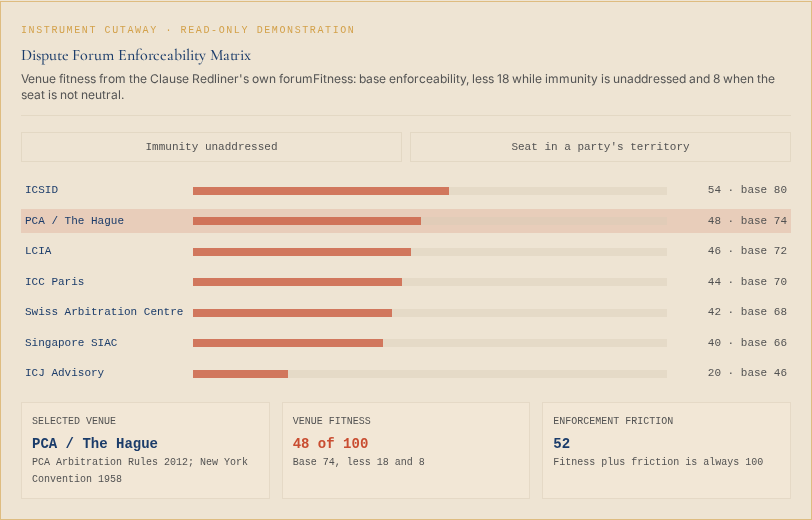 INSTRUMENT CUTAWAY · READ-ONLY DEMONSTRATION
Dispute Forum Enforceability Matrix
Venue fitness from the Clause Redliner's own forumFitness: base enforceability, less 18 while immunity is unaddressed and 8 when the
seat is not neutral.
Immunity unaddressed
Seat in a party's territory
ICSID 54 · base 80
PCA / The Hague 48 · base 74
LCIA 46 · base 72
ICC Paris 44 · base 70
Swiss Arbitration Centre 42 · base 68
Singapore SIAC 40 · base 66
ICJ Advisory 20 · base 46
SELECTED VENUE
PCA / The Hague
PCA Arbitration Rules 2012; New York
Convention 1958
VENUE FITNESS
48 of 100
Base 74, less 18 and 8
ENFORCEMENT FRICTION
52
Fitness plus friction is always 100